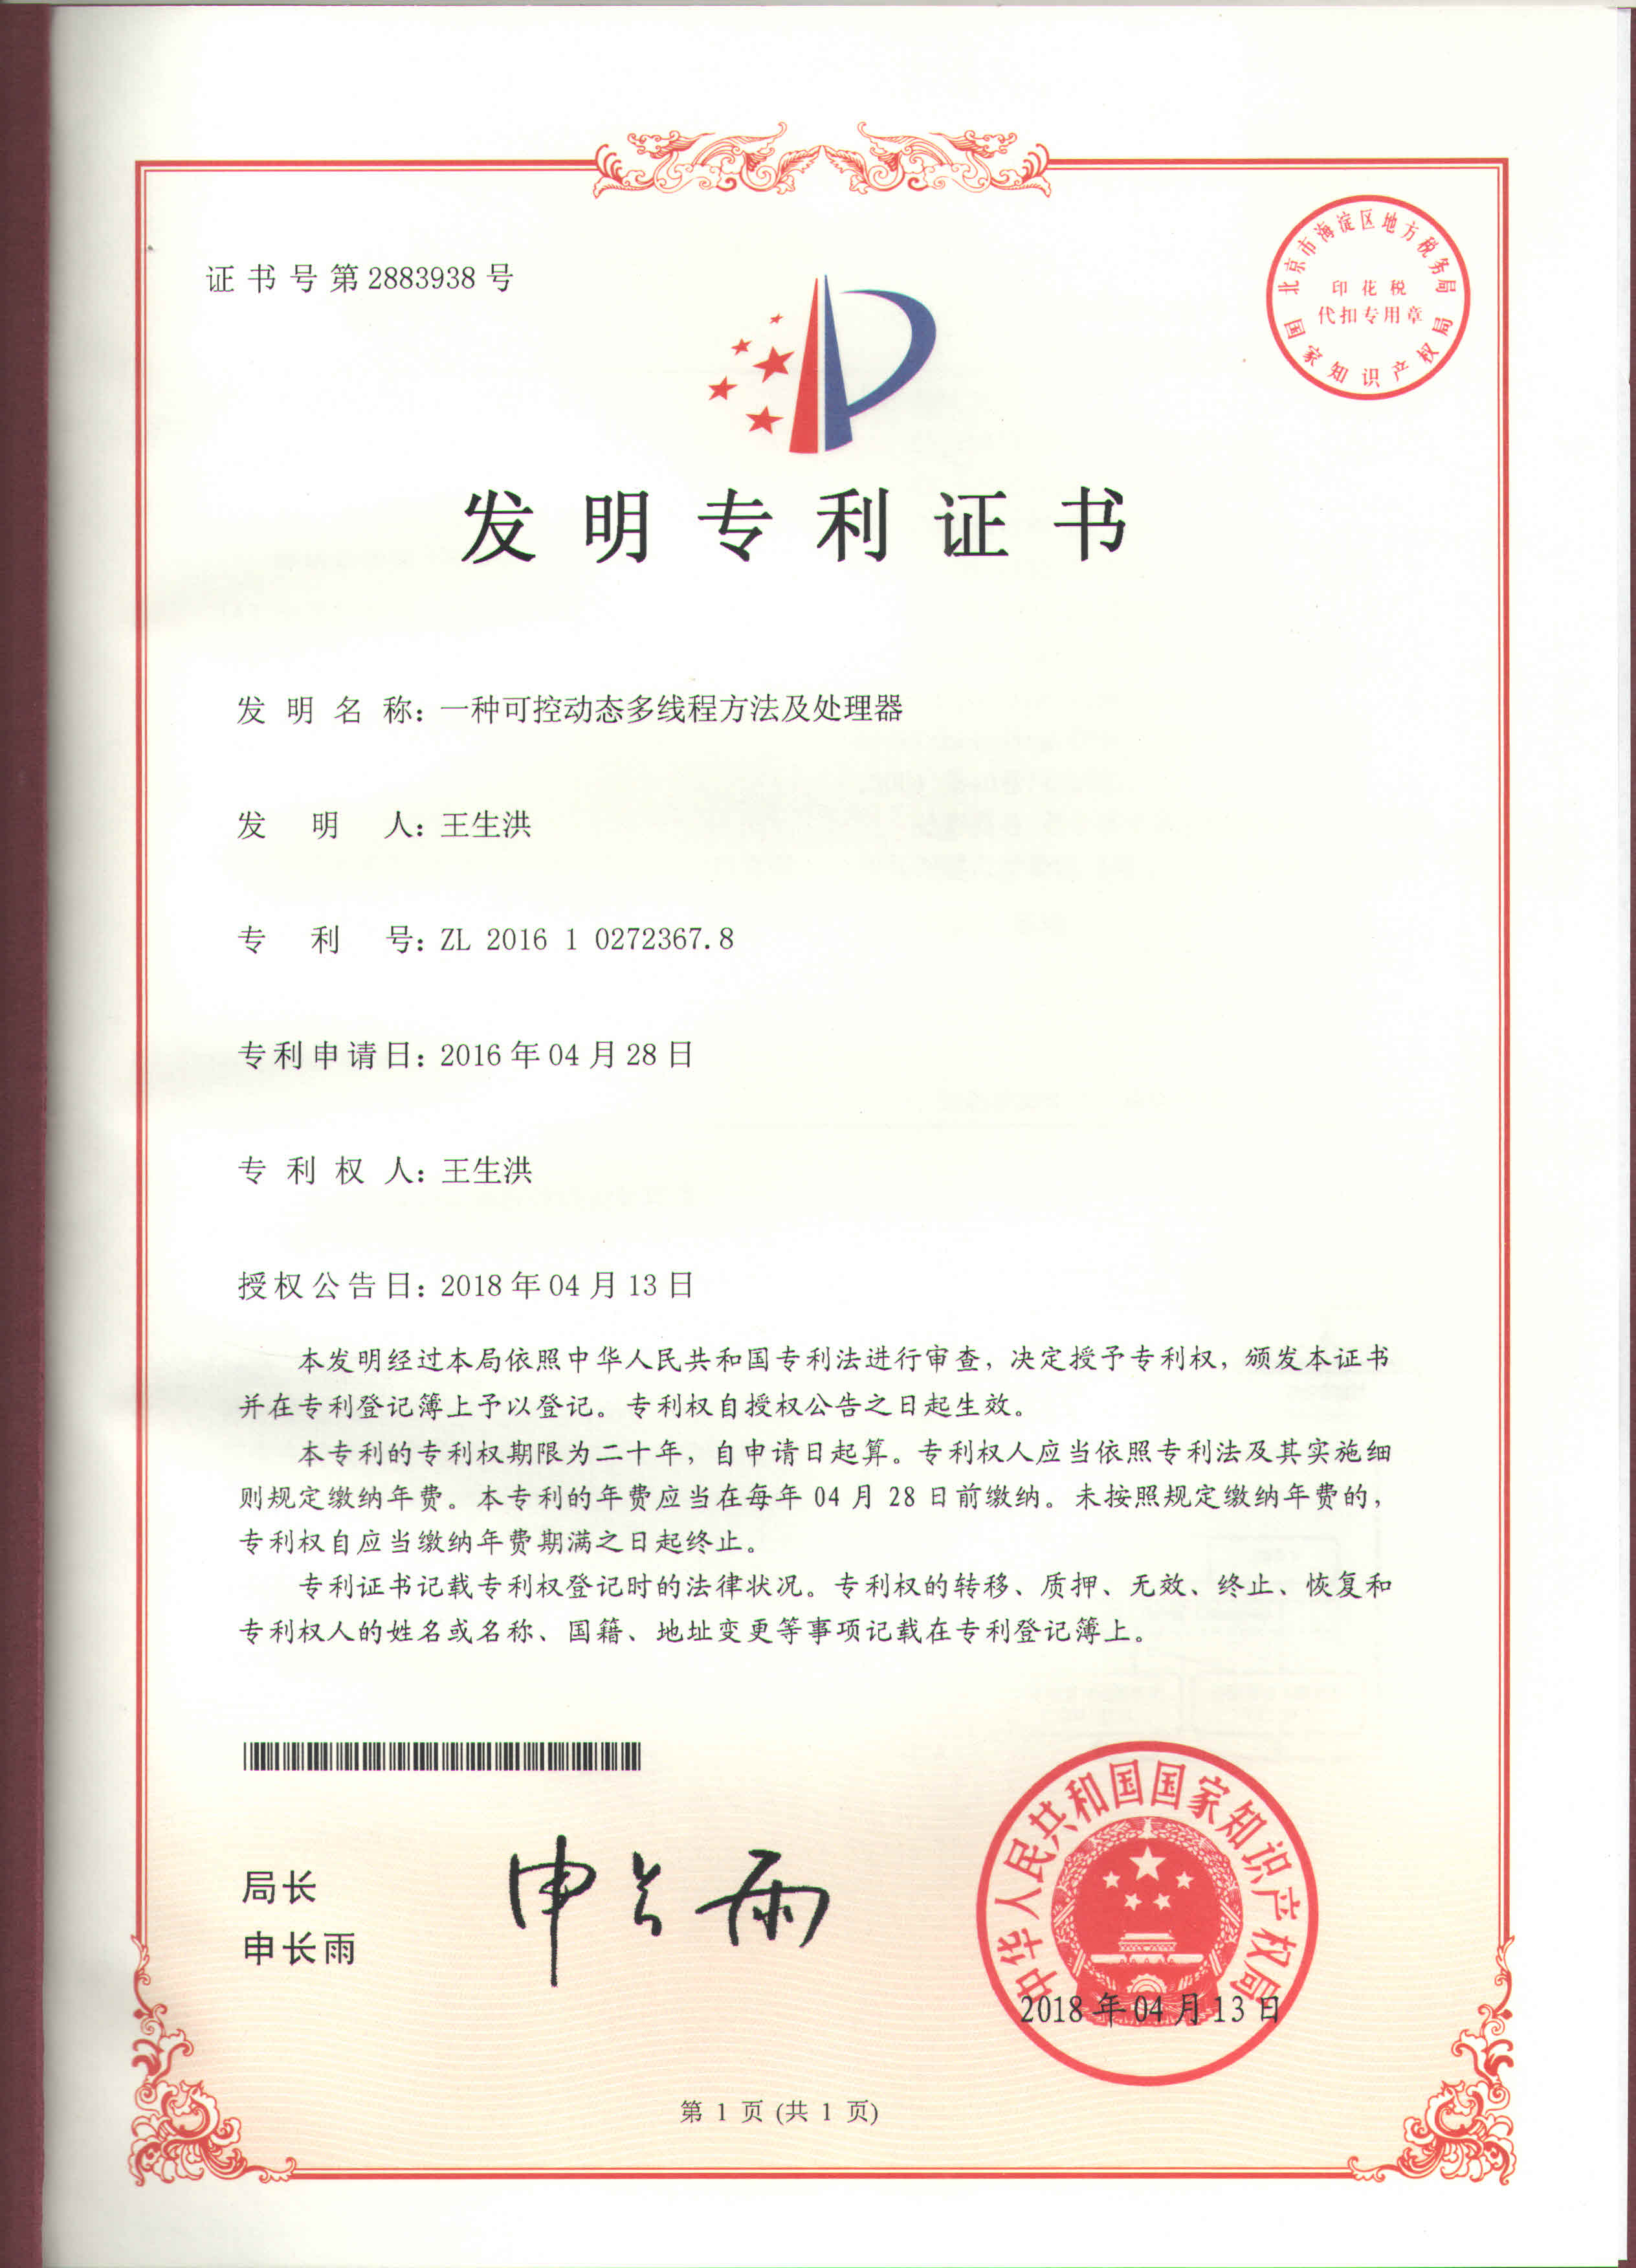 证书号第2883938号
北京市海淀区地方税务局
印花税
代扣专用章
国家知识产权局
发明专利证书
发明名称：一种可控动态多线程方法及处理器
发明人：王生洪
专利号：ZL 2016 1 0272367.8
专利申请日：2016年04月28日
专利权人：王生洪
授权公告日：2018年04月13日
本发明经过本局依照中华人民共和国专利法进行审查，决定授予专利权，颁发本证书
并在专利登记簿上予以登记。专利权自授权公告之日起生效。
本专利的专利权期限为二十年，自申请日起算。专利权人应当依照专利法及其实施细
则规定缴纳年费。本专利的年费应当在每年04月28日前缴纳。未按照规定缴纳年费的，
专利权自应当缴纳年费期满之日起终止。
专利证书记载专利权登记时的法律状况。专利权的转移、质押、无效、终止、恢复和
专利权人的姓名或名称、国籍、地址变更等事项记载在专利登记簿上。
局长
申长雨
申长雨
中华人民共和国国家知识产权局
2018年04月13日
第1页(共1页)